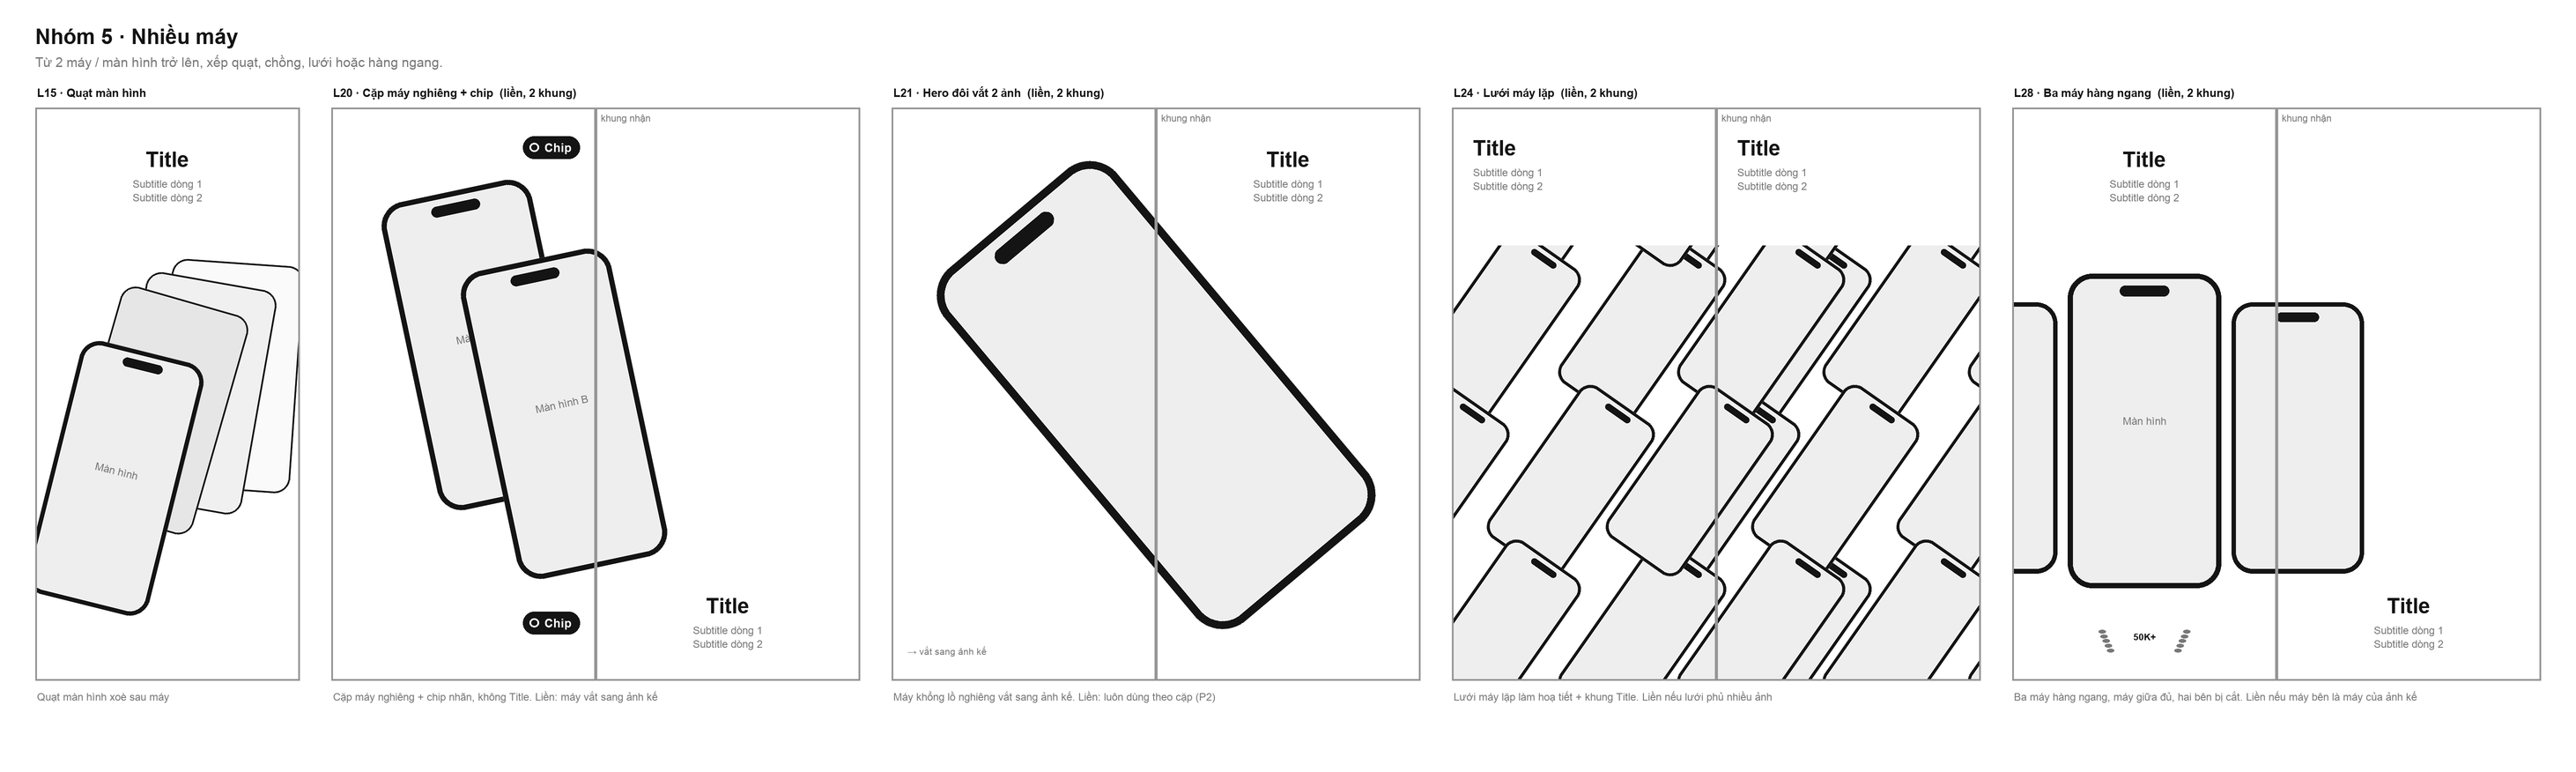 Nhóm 5 · Nhiều máy
Từ 2 máy / màn hình trở lên, xếp quạt, chồng, lưới hoặc hàng ngang.
L15 · Quạt màn hình
Title
Subtitle dòng 1
Subtitle dòng 2
Màn hình
Quạt màn hình xoè sau máy
L20 · Cặp máy nghiêng + chip (liền, 2 khung)
khung nhận
Chip
Mà
Màn hình B
Chip
Title
Subtitle dòng 1
Subtitle dòng 2
Cặp máy nghiêng + chip nhãn, không Title. Liền: máy vắt sang ảnh kế
L21 · Hero đôi vắt 2 ảnh (liền, 2 khung)
khung nhận
Title
Subtitle dòng 1
Subtitle dòng 2
→ vắt sang ảnh kế
Máy khổng lồ nghiêng vắt sang ảnh kế. Liền: luôn dùng theo cặp (P2)
L24 · Lưới máy lặp (liền, 2 khung)
khung nhận
Title
Subtitle dòng 1
Subtitle dòng 2
Title
Subtitle dòng 1
Subtitle dòng 2
Lưới máy lặp làm hoạ tiết + khung Title. Liền nếu lưới phủ nhiều ảnh
L28 · Ba máy hàng ngang (liền, 2 khung)
khung nhận
Title
Subtitle dòng 1
Subtitle dòng 2
Màn hình
50K+
Title
Subtitle dòng 1
Subtitle dòng 2
Ba máy hàng ngang, máy giữa đủ, hai bên bị cắt. Liền nếu máy bên là máy của ảnh kế